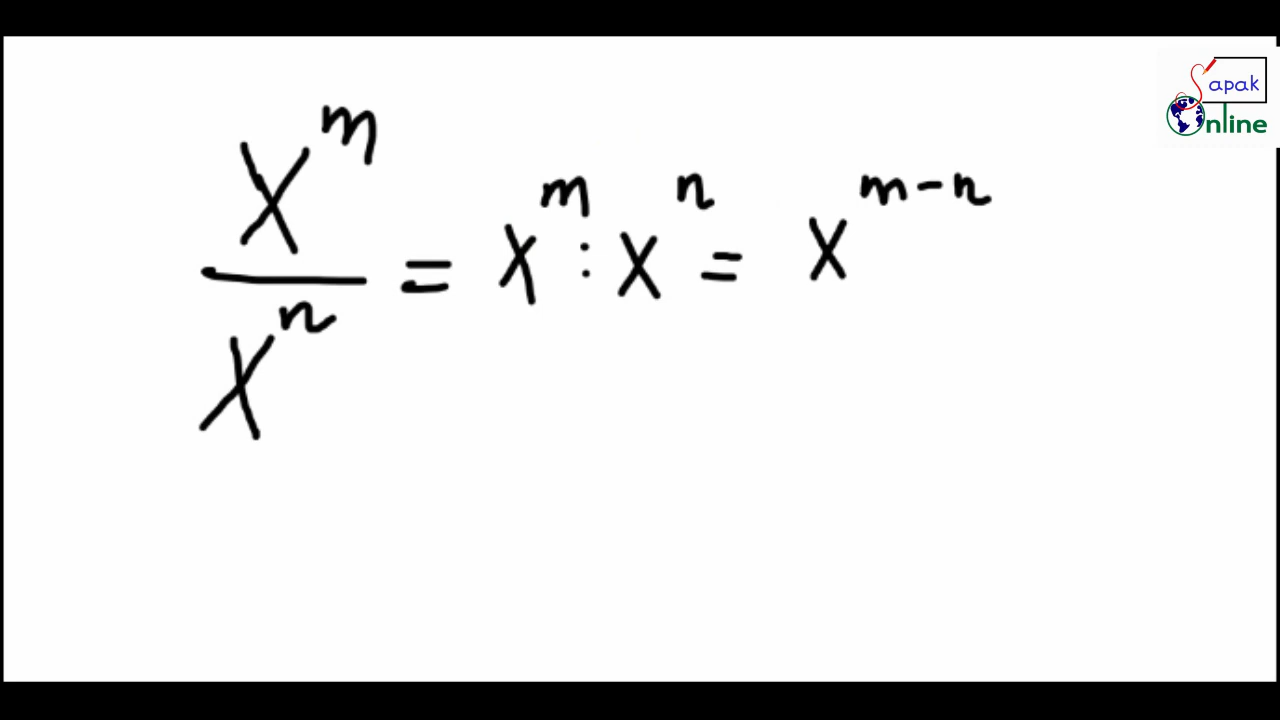 x^m / x^n = x^m : x^n = x^(m-n)
Sapak
Online